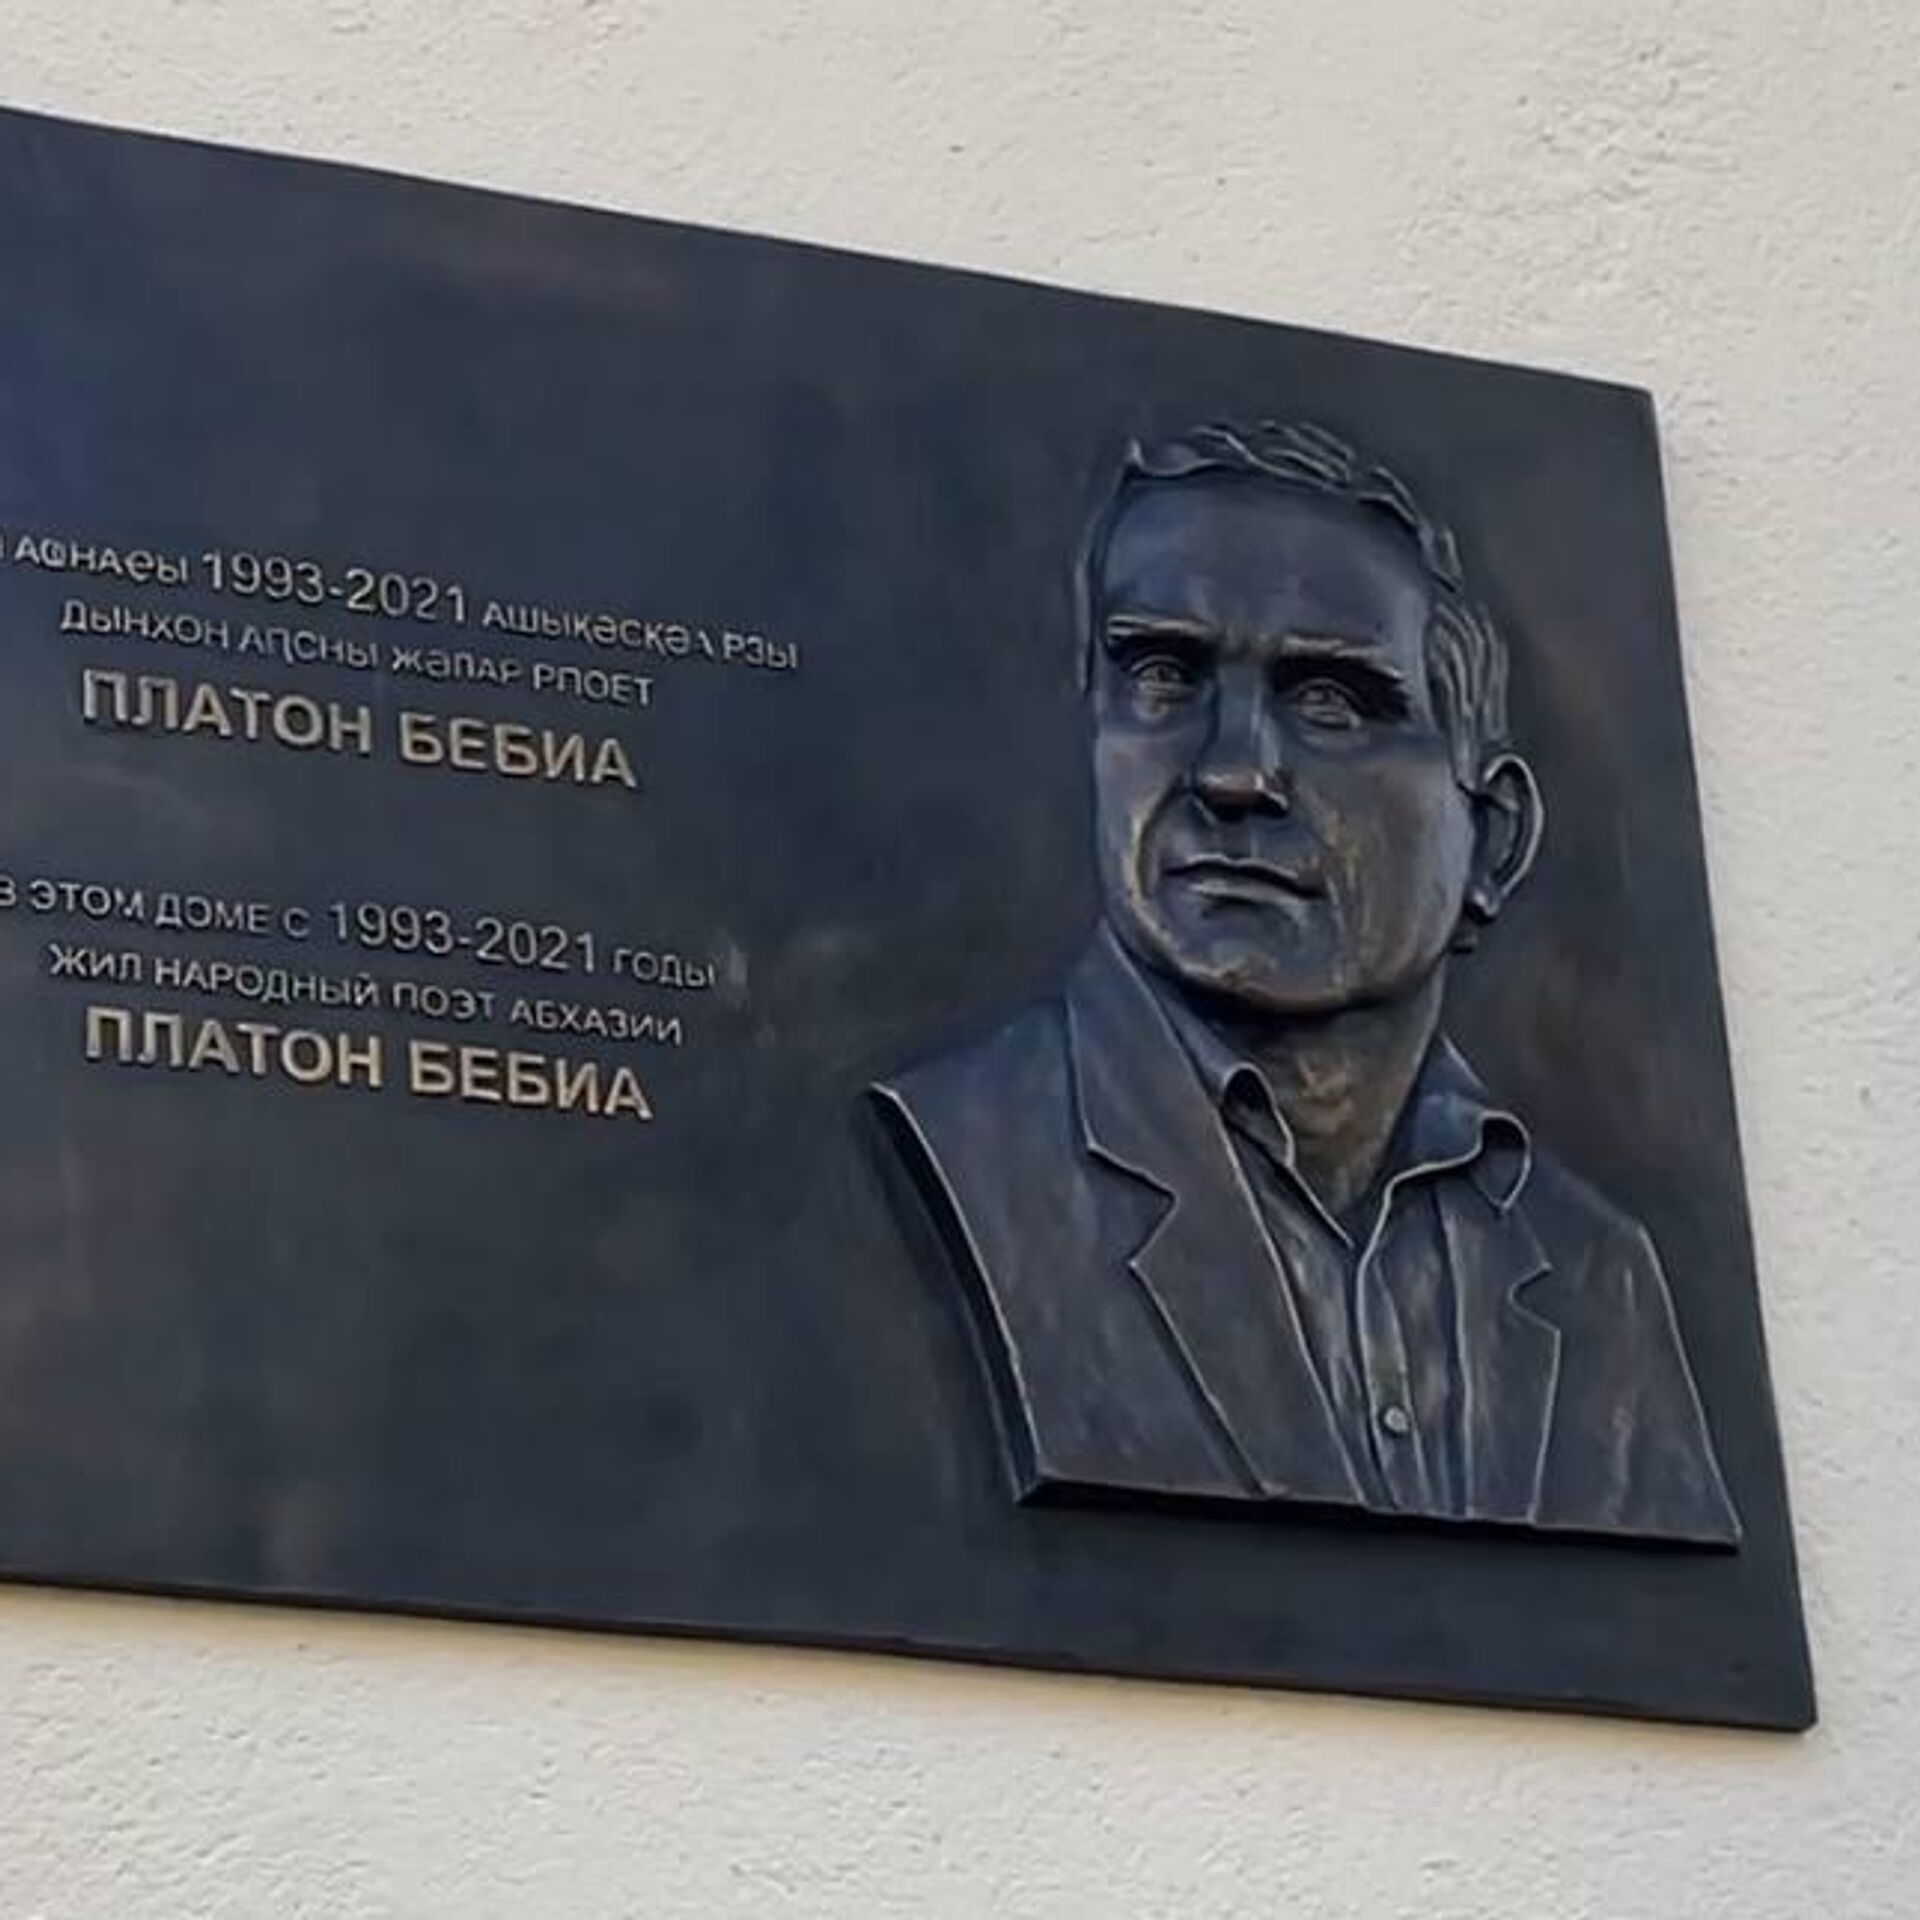 АҨНАҾЫ 1993-2021 АШЫҚӘСҚӘА РЗЫ
ДЫНХОН АԤСНЫ ЖӘЛАР РПОЕТ
ПЛАТОН БЕБИА
В ЭТОМ ДОМЕ С 1993-2021 ГОДЫ
ЖИЛ НАРОДНЫЙ ПОЭТ АБХАЗИИ
ПЛАТОН БЕБИА